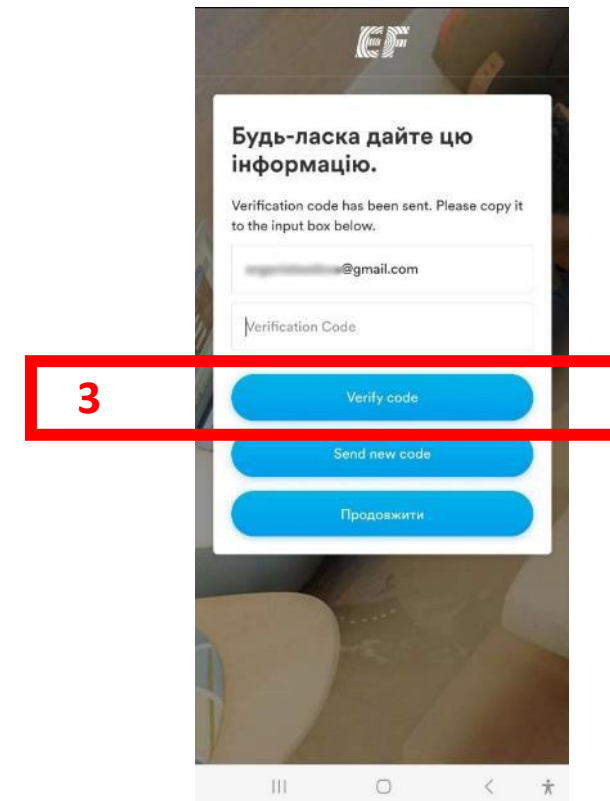 EF
Будь-ласка дайте цю
інформацію.
Verification code has been sent. Please copy it
to the input box below.
@gmail.com
Verification Code
3
Verify code
Send new code
Продовжити